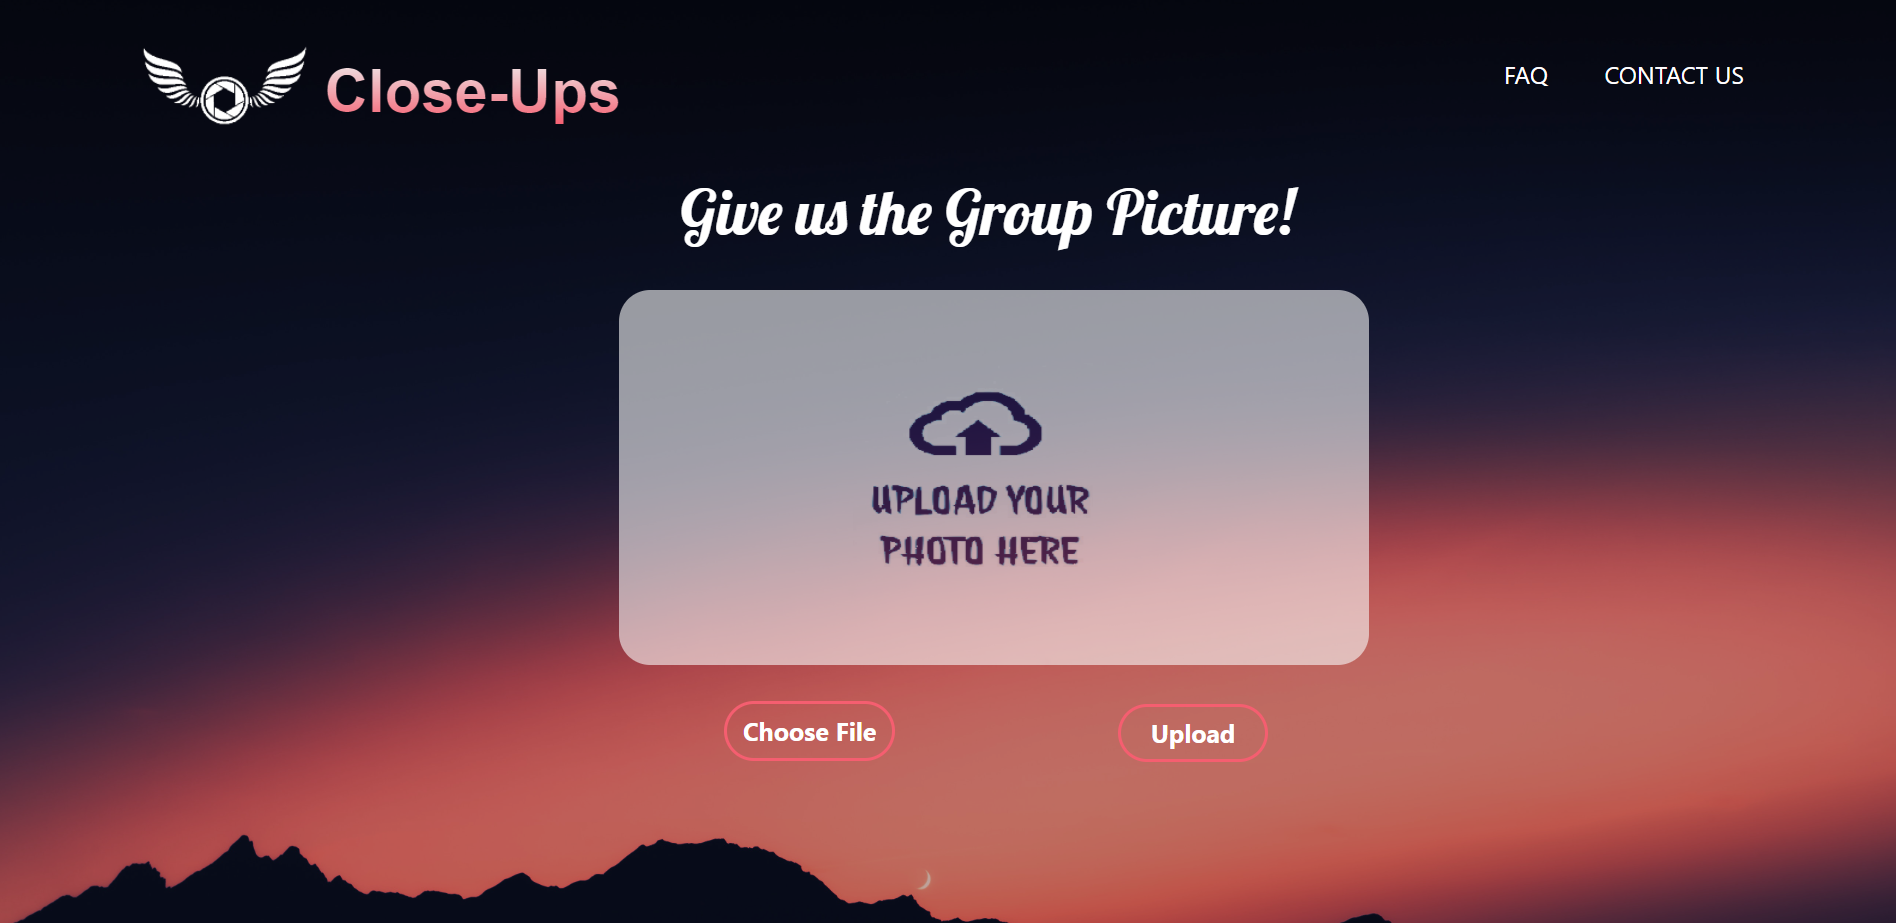 Close-Ups
FAQ
CONTACT US
Give us the Group Picture!
UPLOAD YOUR
PHOTO HERE
Choose File
Upload